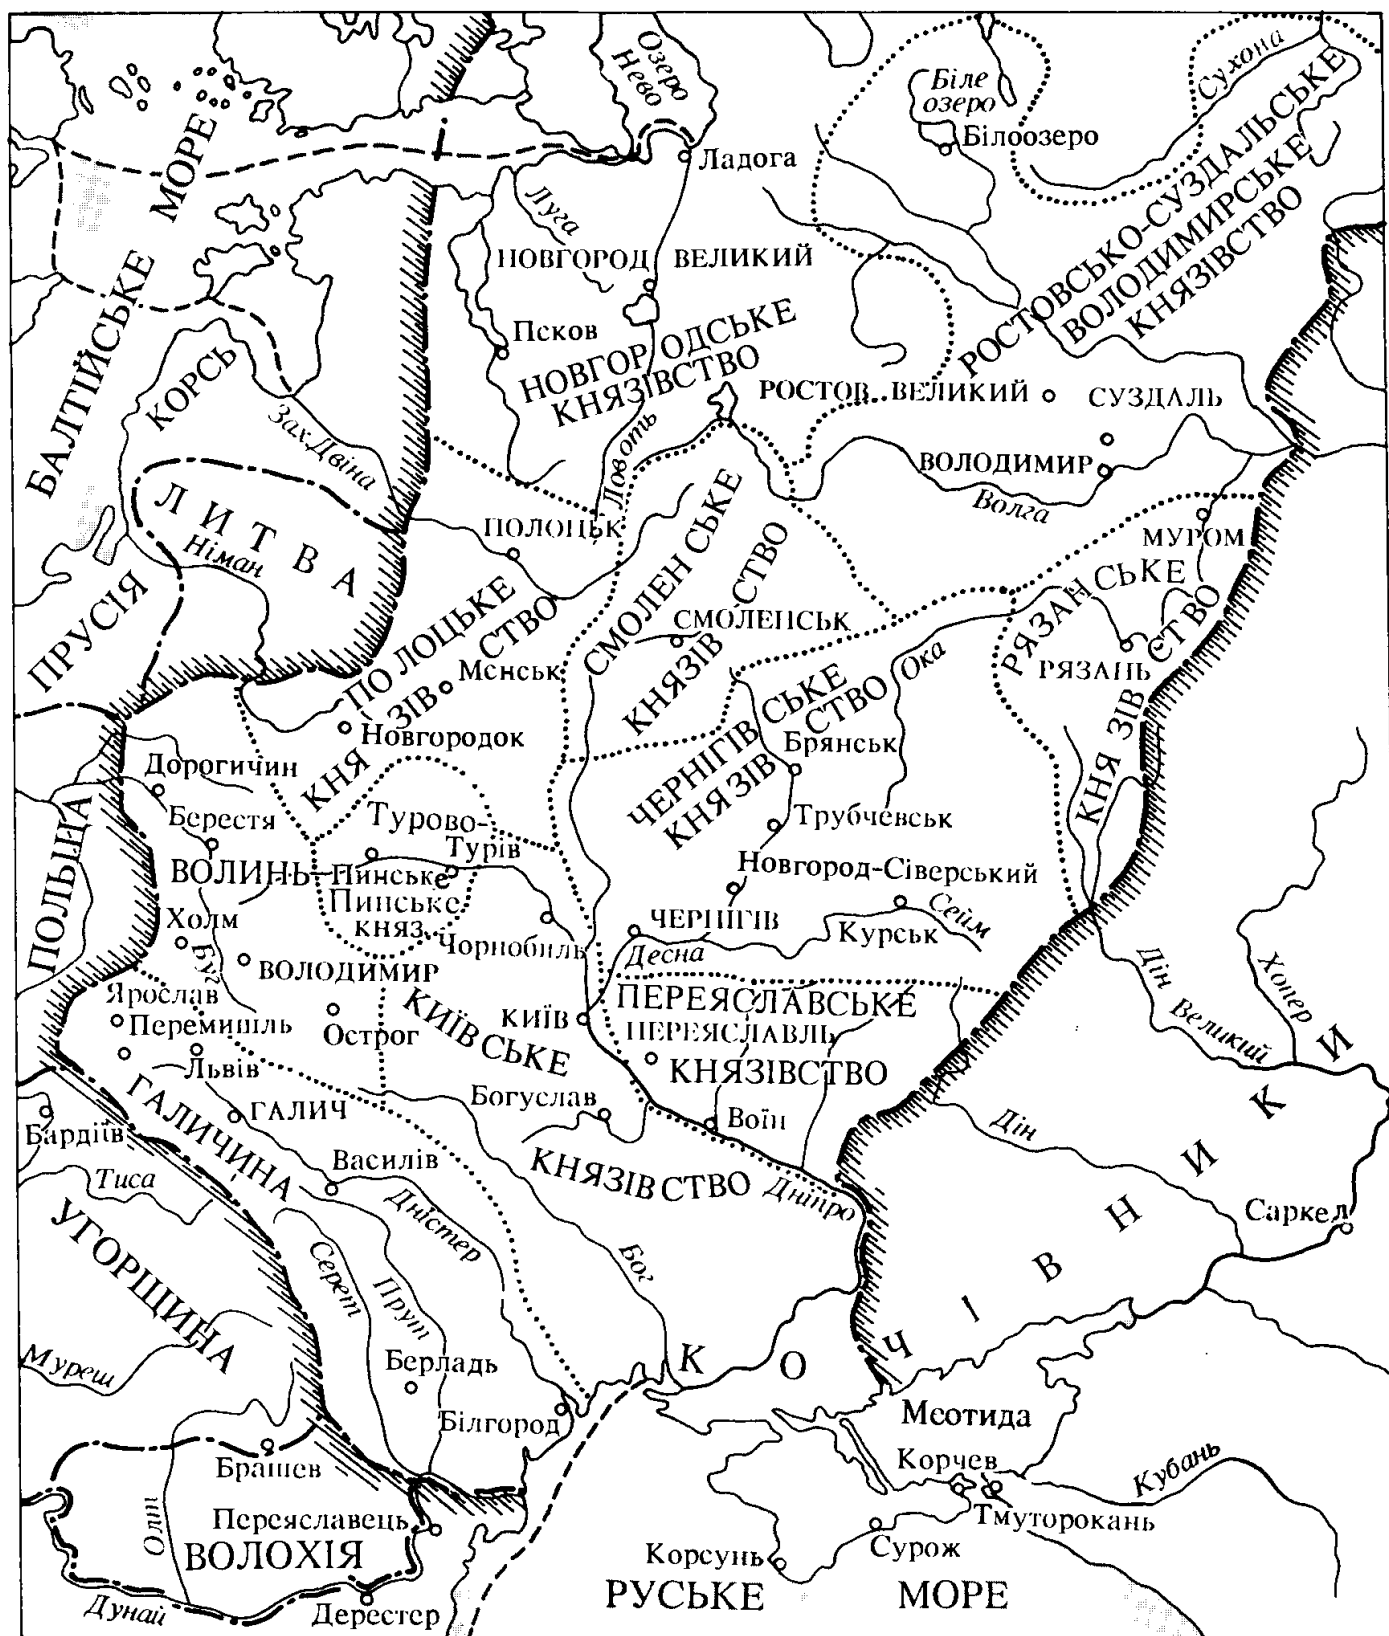 Озеро
Нево
Біле
озеро
Білоозеро
Сухона
Ладога
БАЛТІЙСЬКЕ МОРЕ
Луга
НОВГОРОД ВЕЛИКИЙ
РОСТОВСЬКО-СУЗДАЛЬСЬКЕ
ВОЛОДИМИРСЬКЕ
КНЯЗІВСТВО
Псков
НОВГОРОДСЬКЕ
КНЯЗІВСТВО
КОРСЬ
РОСТОВ ВЕЛИКИЙ
СУЗДАЛЬ
Зах.Двіна
Ловоть
ВОЛОДИМИР
Волга
ЛИТВА
Німан
ПОЛОЦЬК
МУРОМ
ПРУСІЯ
СМОЛЕНСЬКЕ
КНЯЗІВСТВО
СМОЛЕНСЬК
РЯЗАНСЬКЕ
КНЯЗІВСТВО
РЯЗАНЬ
ПОЛОЦЬКЕ
КНЯЗІВСТВО
Менськ
Новгородок
Ока
ЧЕРНІГІВСЬКЕ
КНЯЗІВСТВО
Брянськ
Дорогичин
ПОЛЬЩА
Берестя
Турово-
Турів
Трубчевськ
ВОЛИНЬ
Пинське
Пинське
княз.
Новгород-Сіверський
Холм
Буг
Чорнобиль
ЧЕРНІГІВ
Курськ
Сейм
Десна
ВОЛОДИМИР
Ярослав
Перемишль
Острог
КИЇВСЬКЕ
КИЇВ
ПЕРЕЯСЛАВСЬКЕ
ПЕРЕЯСЛАВЛЬ
КНЯЗІВСТВО
Дін
Великий
Хопер
Львів
ГАЛИЧ
Богуслав
Воїн
Дін
Бардіїв
ГАЛИЧИНА
Василів
КНЯЗІВСТВО
Дніпро
Тиса
Дністер
Саркел
УГОРЩИНА
Серет
Прут
Бог
КОЧІВНИКИ
Муреш
Берладь
Білгород
Меотида
Брашев
Корчев
Кубань
Олт
Переяславець
Тмуторокань
ВОЛОХІЯ
Корсунь
Сурож
РУСЬКЕ МОРЕ
Дунай
Дерестер